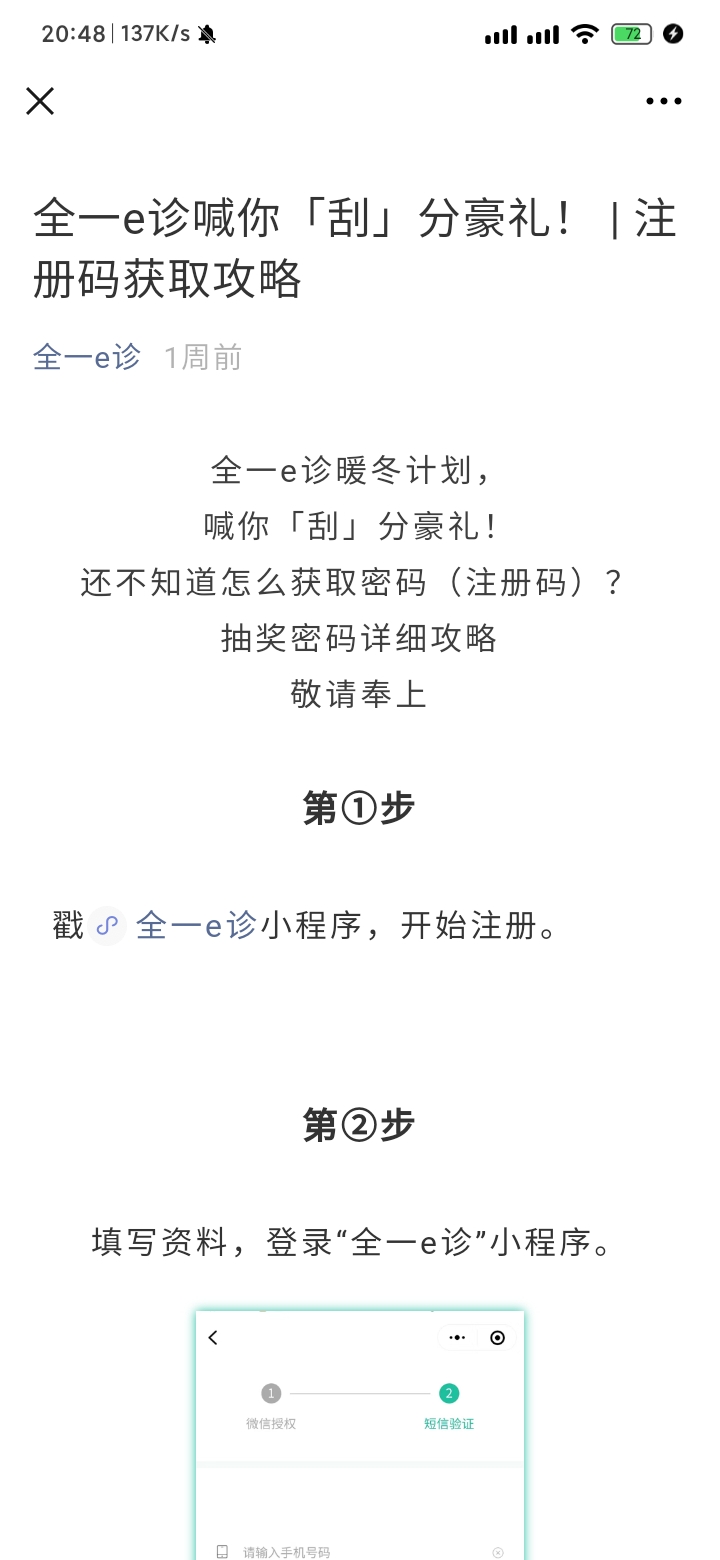 20:48 | 137K/s
72
全一e诊喊你「刮」分豪礼！ | 注
册码获取攻略
全一e诊 1周前
全一e诊暖冬计划，
喊你「刮」分豪礼！
还不知道怎么获取密码（注册码）？
抽奖密码详细攻略
敬请奉上
第①步
戳 全一e诊小程序，开始注册。
第②步
填写资料，登录“全一e诊”小程序。
1 2
微信授权 短信验证
请输入手机号码